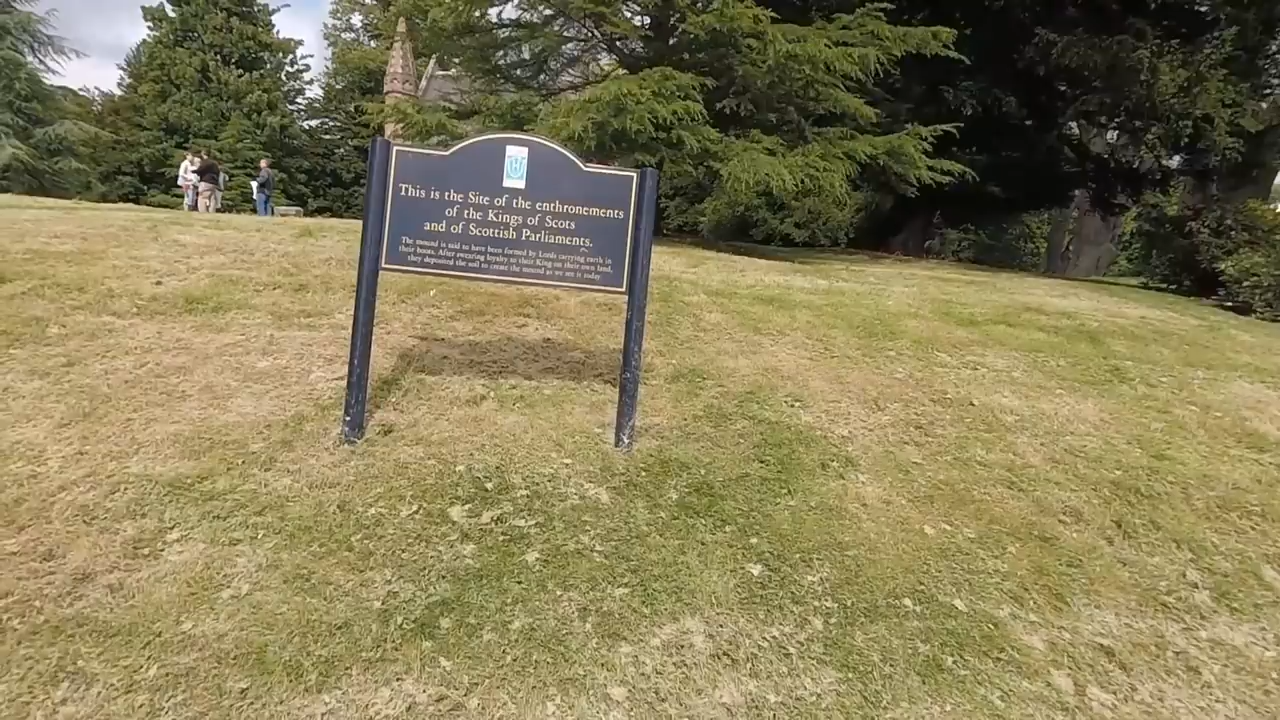 This is the Site of the enthronements
of the Kings of Scots
and of Scottish Parliaments.
The mound is said to have been formed by Lords carrying earth in
their boots. After swearing loyalty to their King on their own land,
they deposited the soil to create the mound as we see is today